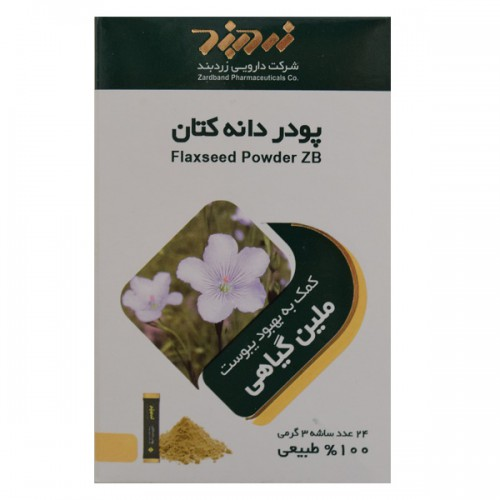 زردبند
شرکت دارویی زردبند
Zardband Pharmaceuticals Co.
پودر دانه کتان
Flaxseed Powder ZB
کمک به بهبود یبوست
ملین گیاهی
۲۴ عدد ساشه ۳ گرمی
۱۰۰% طبیعی